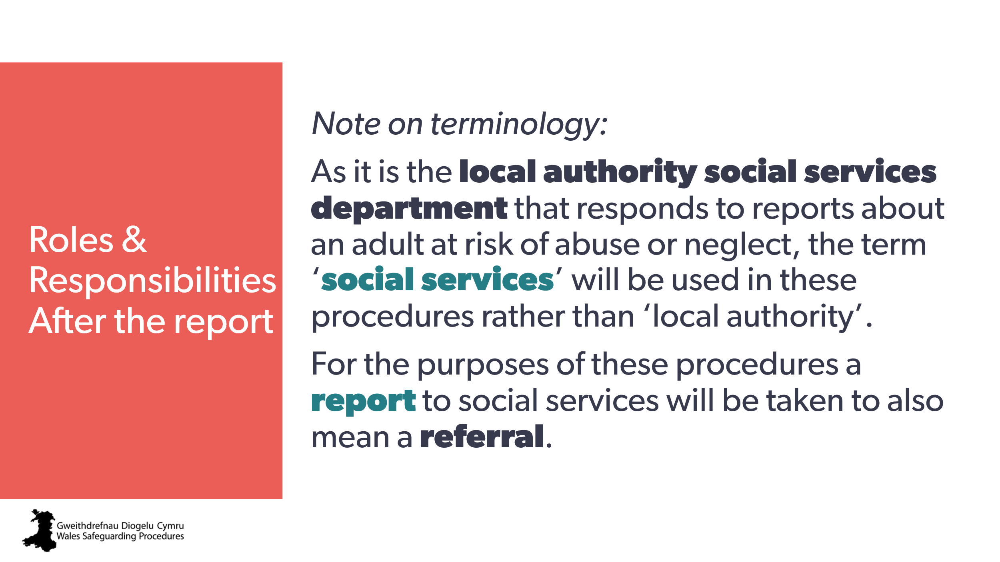 Roles &
Responsibilities
After the report
Note on terminology:
As it is the local authority social services
department that responds to reports about
an adult at risk of abuse or neglect, the term
‘social services’ will be used in these
procedures rather than ‘local authority’.
For the purposes of these procedures a
report to social services will be taken to also
mean a referral.
Gweithdrefnau Diogelu Cymru
Wales Safeguarding Procedures